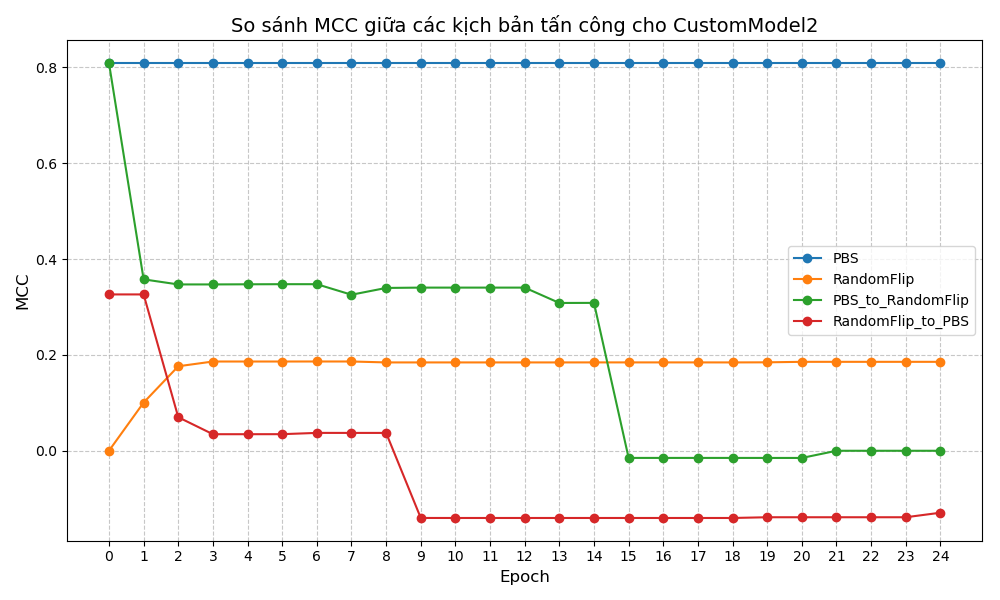 So sánh MCC giữa các kịch bản tấn công cho CustomModel2
MCC
0.8
0.6
0.4
0.2
0.0
PBS
RandomFlip
PBS_to_RandomFlip
RandomFlip_to_PBS
0 1 2 3 4 5 6 7 8 9 10 11 12 13 14 15 16 17 18 19 20 21 22 23 24
Epoch